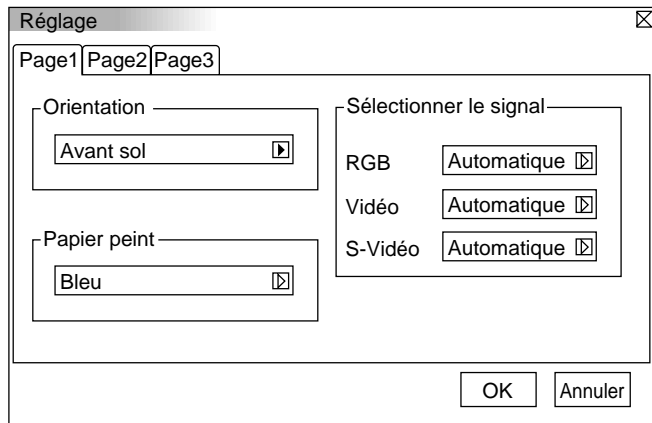 Réglage
Page1 Page2 Page3
Orientation
Avant sol
Papier peint
Bleu
Sélectionner le signal
RGB Automatique
Vidéo Automatique
S-Vidéo Automatique
OK Annuler